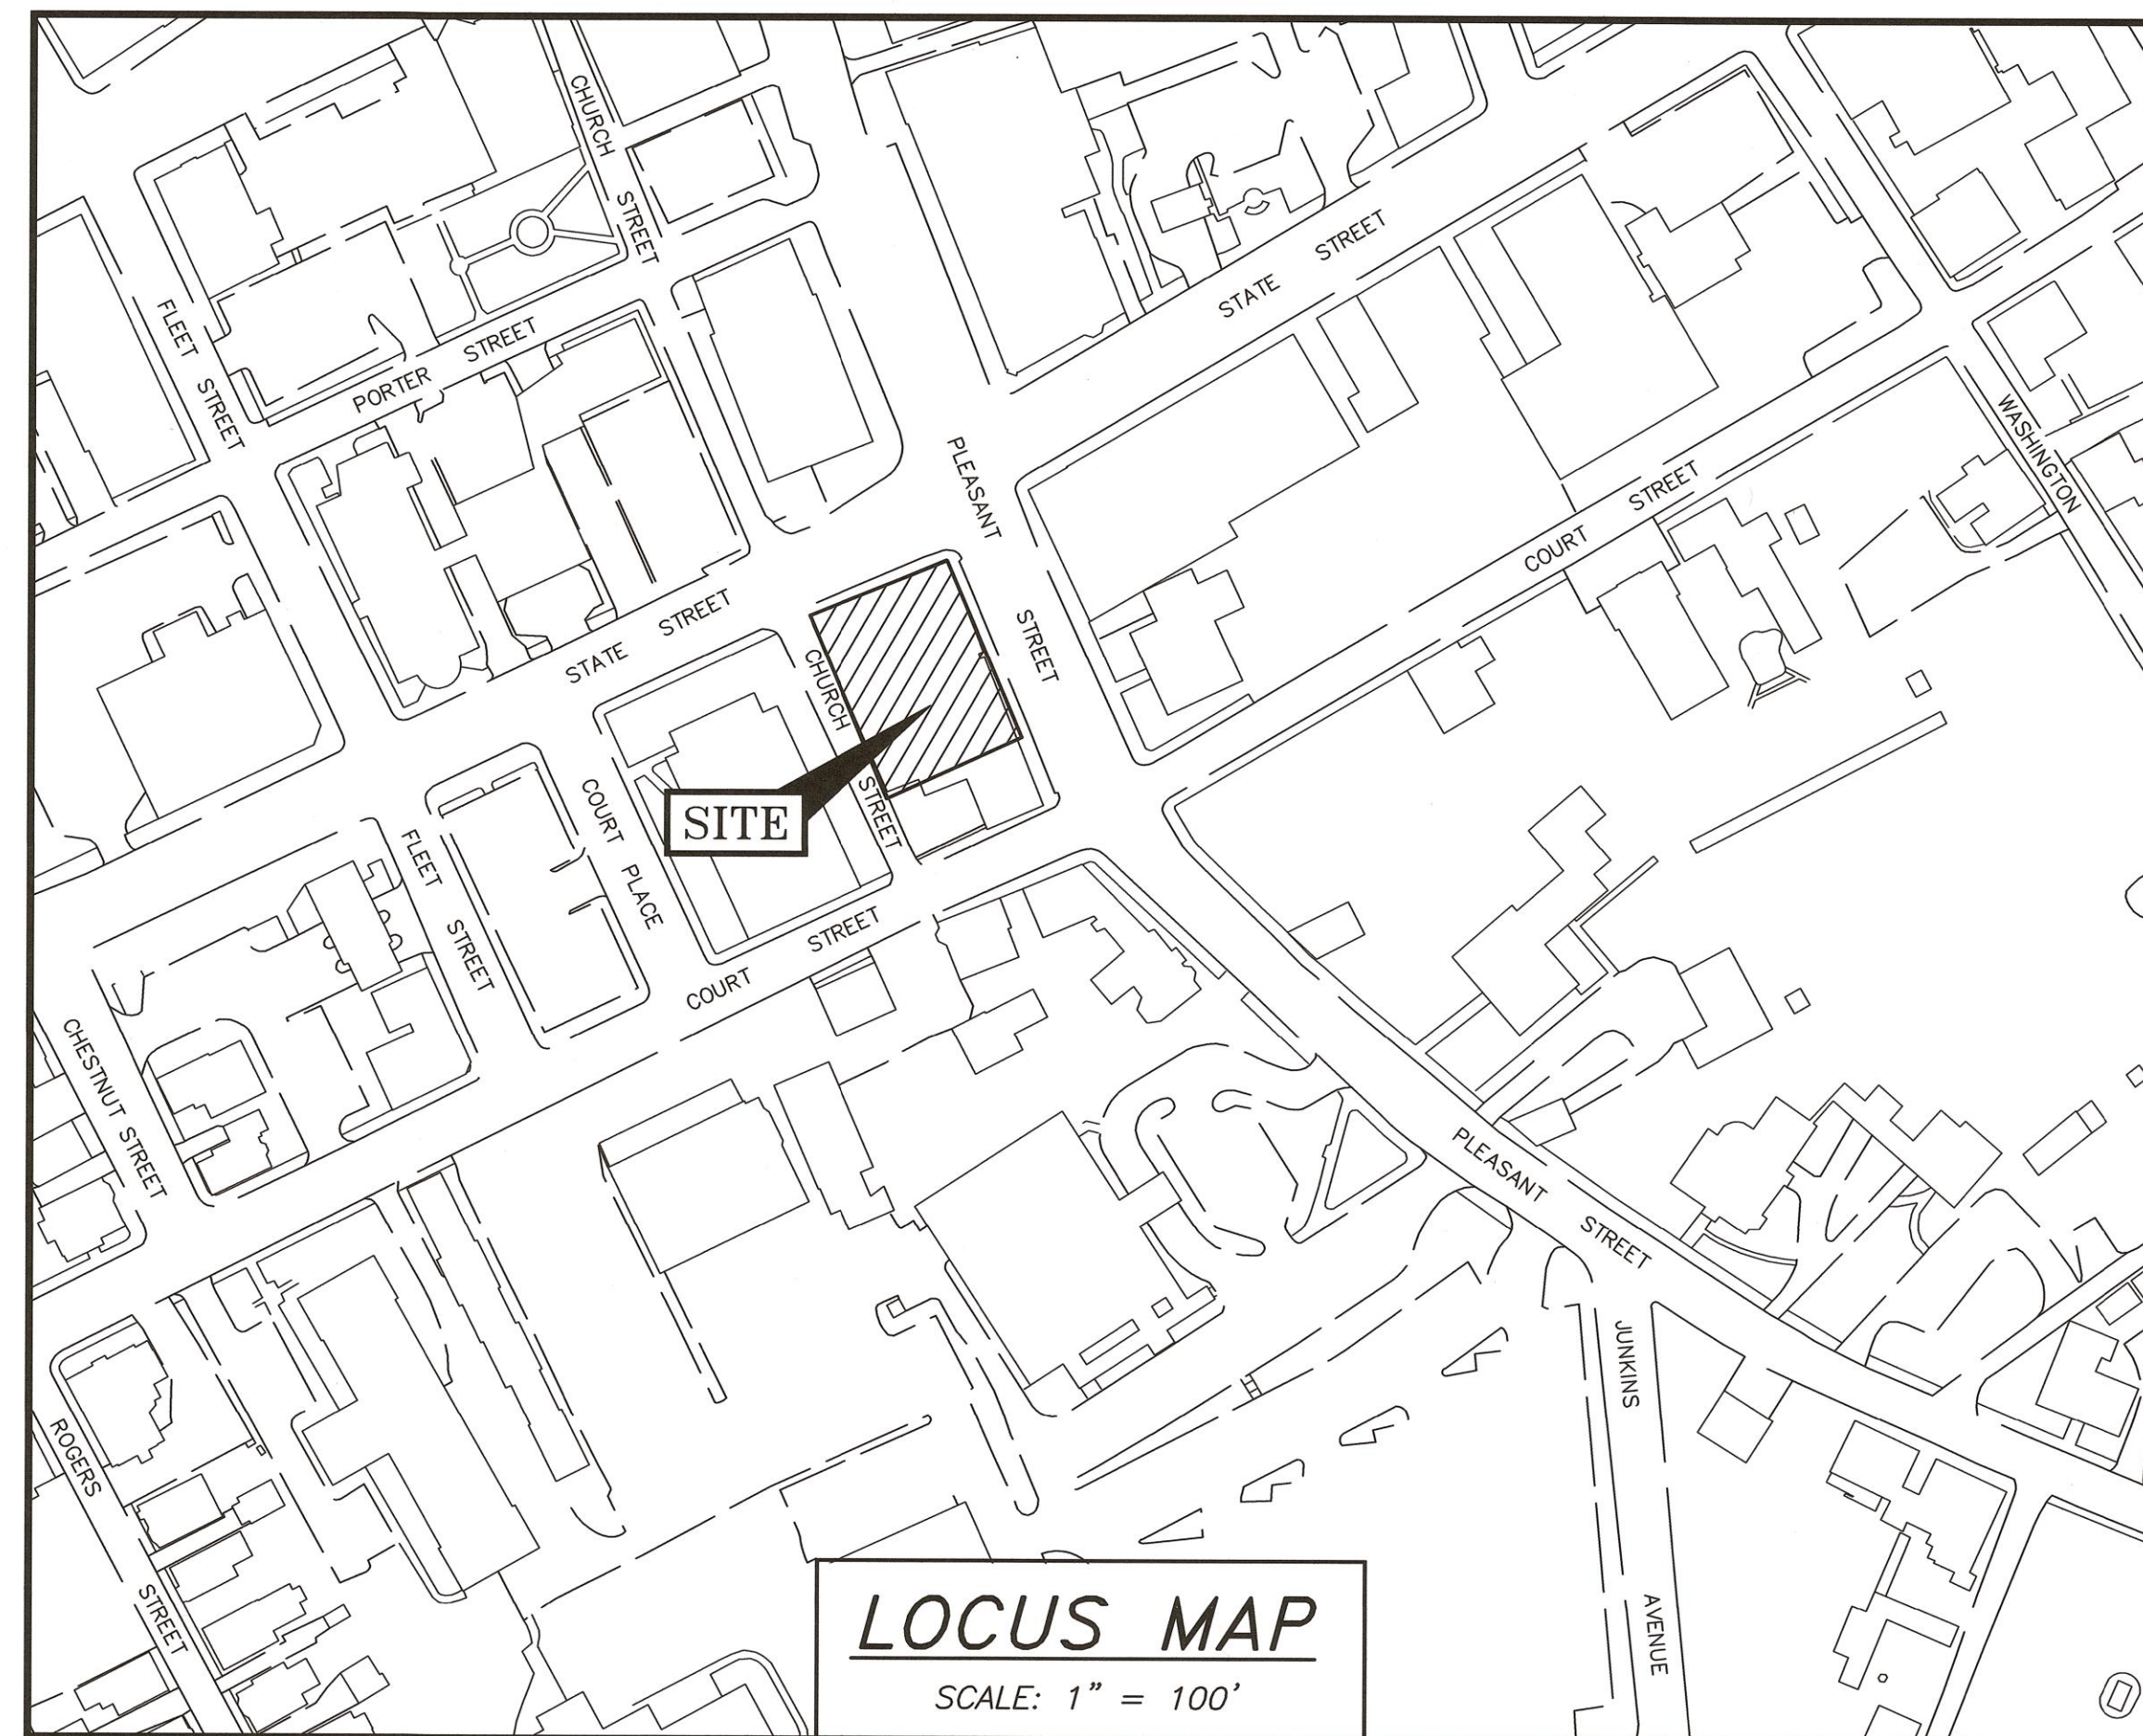 CHURCH
STREET
FLEET
STREET
PORTER
STREET
STATE
STREET
PLEASANT
STREET
WASHINGTON
COURT
STREET
STATE
STREET
CHURCH
STREET
SITE
COURT
PLACE
FLEET
STREET
COURT
STREET
CHESTNUT STREET
PLEASANT
STREET
JUNKINS
AVENUE
ROGERS
STREET
LOCUS MAP
SCALE: 1" = 100'